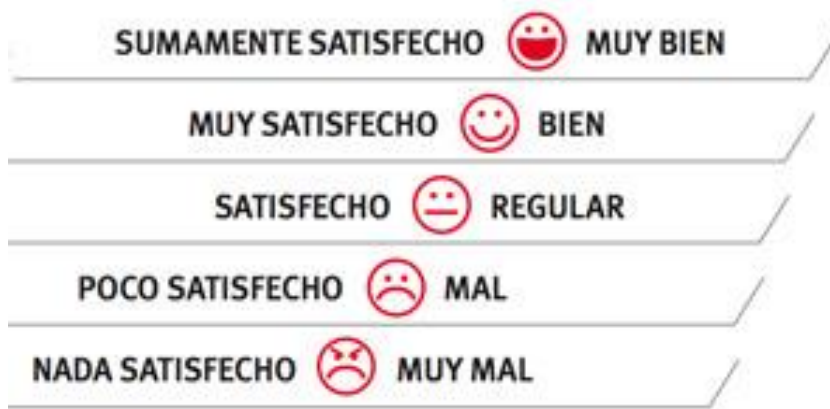 SUMAMENTE SATISFECHO MUY BIEN
MUY SATISFECHO BIEN
SATISFECHO REGULAR
POCO SATISFECHO MAL
NADA SATISFECHO MUY MAL